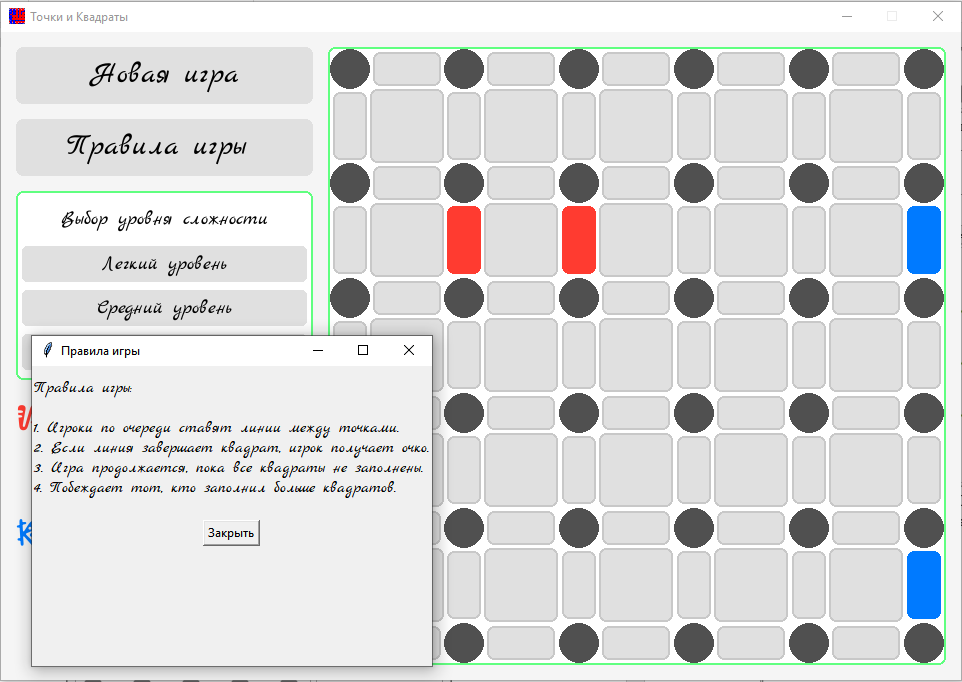 Точки и Квадраты
Новая игра
Правила игры
Выбор уровня сложности
Легкий уровень
Средний уровень
Правила игры
Правила игры:
1. Игроки по очереди ставят линии между точками.
2. Если линия завершает квадрат, игрок получает очко.
3. Игра продолжается, пока все квадраты не заполнены.
4. Побеждает тот, кто заполнил больше квадратов.
Закрыть